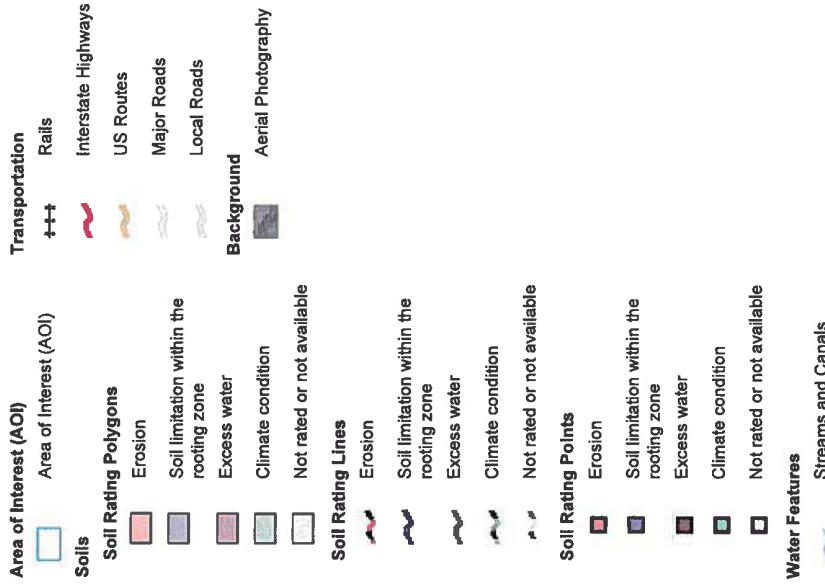 Area of Interest (AOI)
Area of Interest (AOI)
Soils
Soil Rating Polygons
Erosion
Soil limitation within the
rooting zone
Excess water
Climate condition
Not rated or not available
Soil Rating Lines
Erosion
Soil limitation within the
rooting zone
Excess water
Climate condition
Not rated or not available
Soil Rating Points
Erosion
Soil limitation within the
rooting zone
Excess water
Climate condition
Not rated or not available
Water Features
Streams and Canals
Transportation
Rails
Interstate Highways
US Routes
Major Roads
Local Roads
Background
Aerial Photography